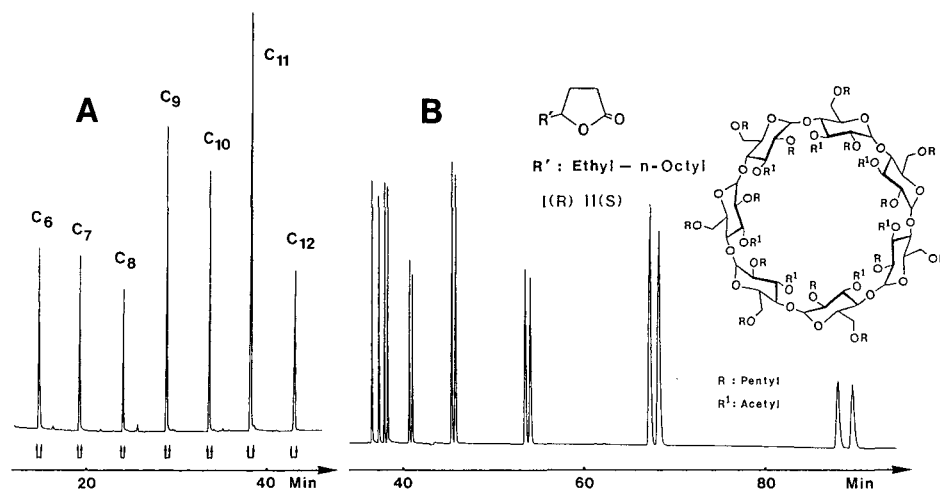 A
C6
C7
C8
C9
C10
C11
C12
20
40
Min
B
R'
O
O
R' : Ethyl – n-Octyl
I(R) II(S)
R : Pentyl
R¹ : Acetyl
40
60
80
Min